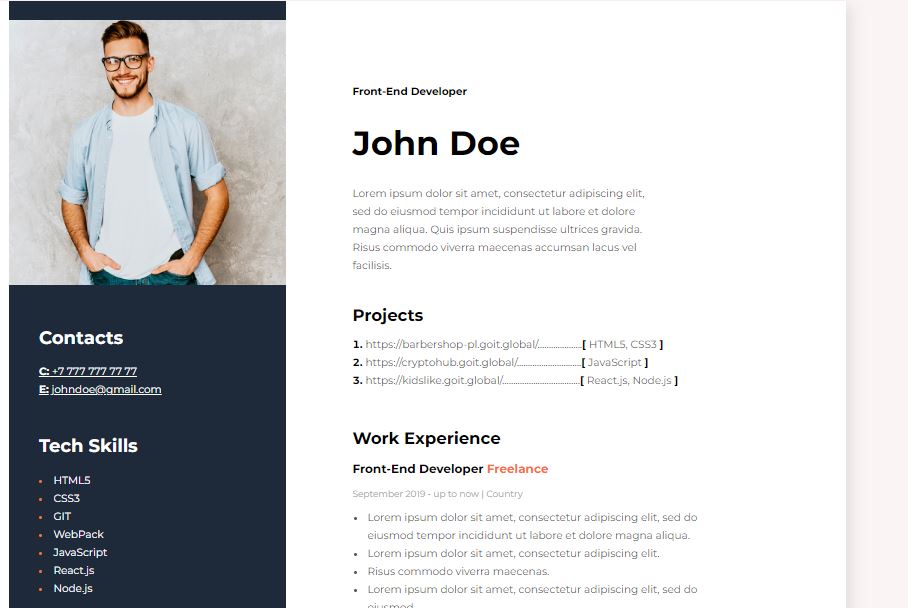 Contacts
C: +7 777 777 77 77
E: johndoe@gmail.com
Tech Skills
HTML5
CSS3
GIT
WebPack
JavaScript
React.js
Node.js
Front-End Developer
John Doe
Lorem ipsum dolor sit amet, consectetur adipiscing elit,
sed do eiusmod tempor incididunt ut labore et dolore
magna aliqua. Quis ipsum suspendisse ultrices gravida.
Risus commodo viverra maecenas accumsan lacus vel
facilisis.
Projects
1. https://barbershop-pl.goit.global/....................[ HTML5, CSS3 ]
2. https://cryptohub.goit.global/.............................[ JavaScript ]
3. https://kidslike.goit.global/...................................[ React.js, Node.js ]
Work Experience
Front-End Developer Freelance
September 2019 - up to now | Country
• Lorem ipsum dolor sit amet, consectetur adipiscing elit, sed do
eiusmod tempor incididunt ut labore et dolore magna aliqua.
• Lorem ipsum dolor sit amet, consectetur adipiscing elit.
• Risus commodo viverra maecenas.
• Lorem ipsum dolor sit amet, consectetur adipiscing elit, sed do
eiusmod